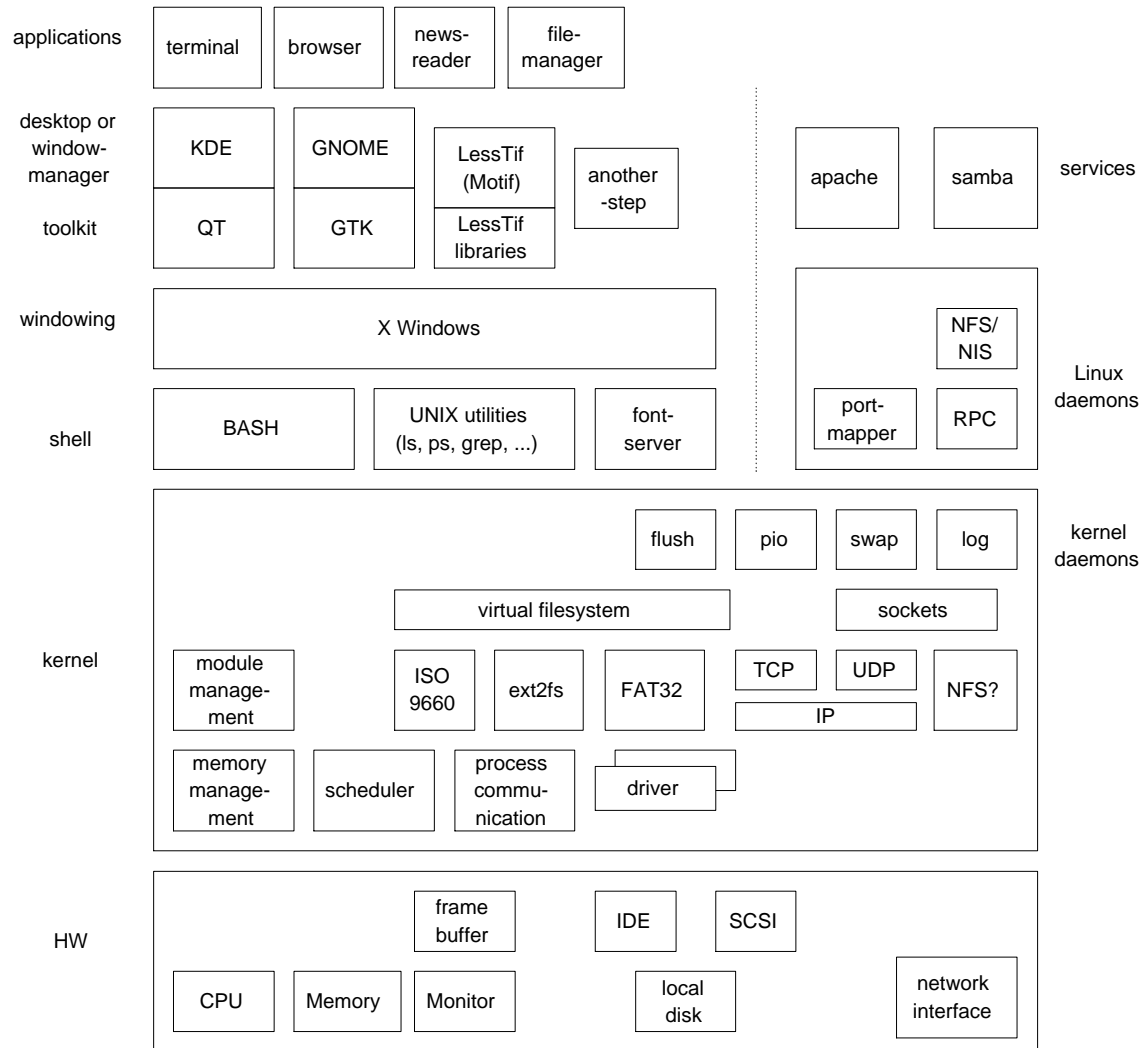 applications
terminal
browser
news-
reader
file-
manager
desktop or
window-
manager
KDE
GNOME
LessTif
(Motif)
another
-step
apache
samba
services
toolkit
QT
GTK
LessTif
libraries
windowing
X Windows
NFS/
NIS
Linux
daemons
port-
mapper
RPC
shell
BASH
UNIX utilities
(ls, ps, grep, ...)
font-
server
flush
pio
swap
log
kernel
daemons
virtual filesystem
sockets
kernel
module
manage-
ment
ISO
9660
ext2fs
FAT32
TCP
UDP
IP
NFS?
memory
manage-
ment
scheduler
process
commu-
nication
driver
HW
frame
buffer
IDE
SCSI
CPU
Memory
Monitor
local
disk
network
interface